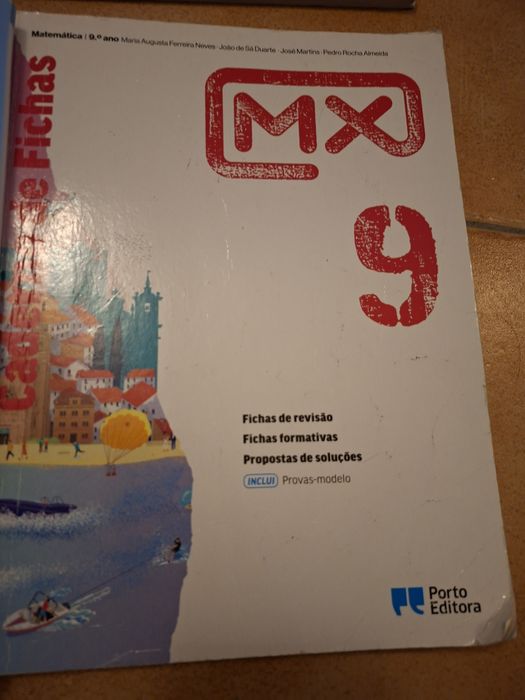 Matemática / 9.º ano Maria Augusta Ferreira Neves · João de Sá Duarte · José Martins · Pedro Rocha Almeida
Caderno de Fichas
MX
9
Fichas de revisão
Fichas formativas
Propostas de soluções
INCLUI Provas-modelo
Porto
Editora